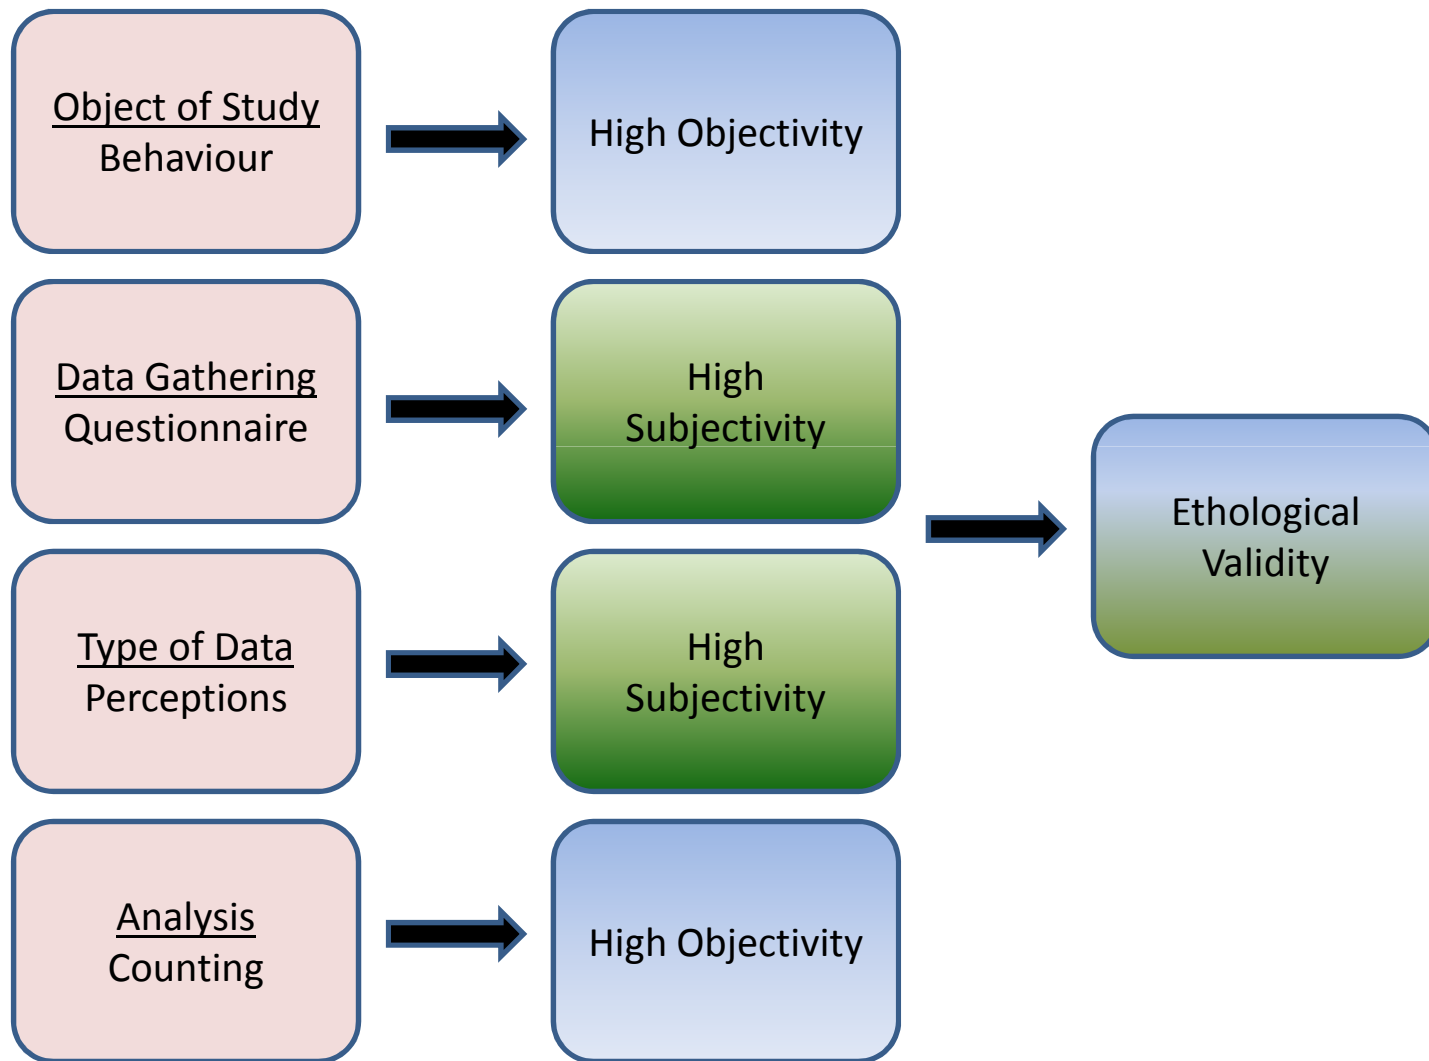 Object of Study
Behaviour
High Objectivity
Data Gathering
Questionnaire
High
Subjectivity
Ethological
Validity
Type of Data
Perceptions
High
Subjectivity
Analysis
Counting
High Objectivity